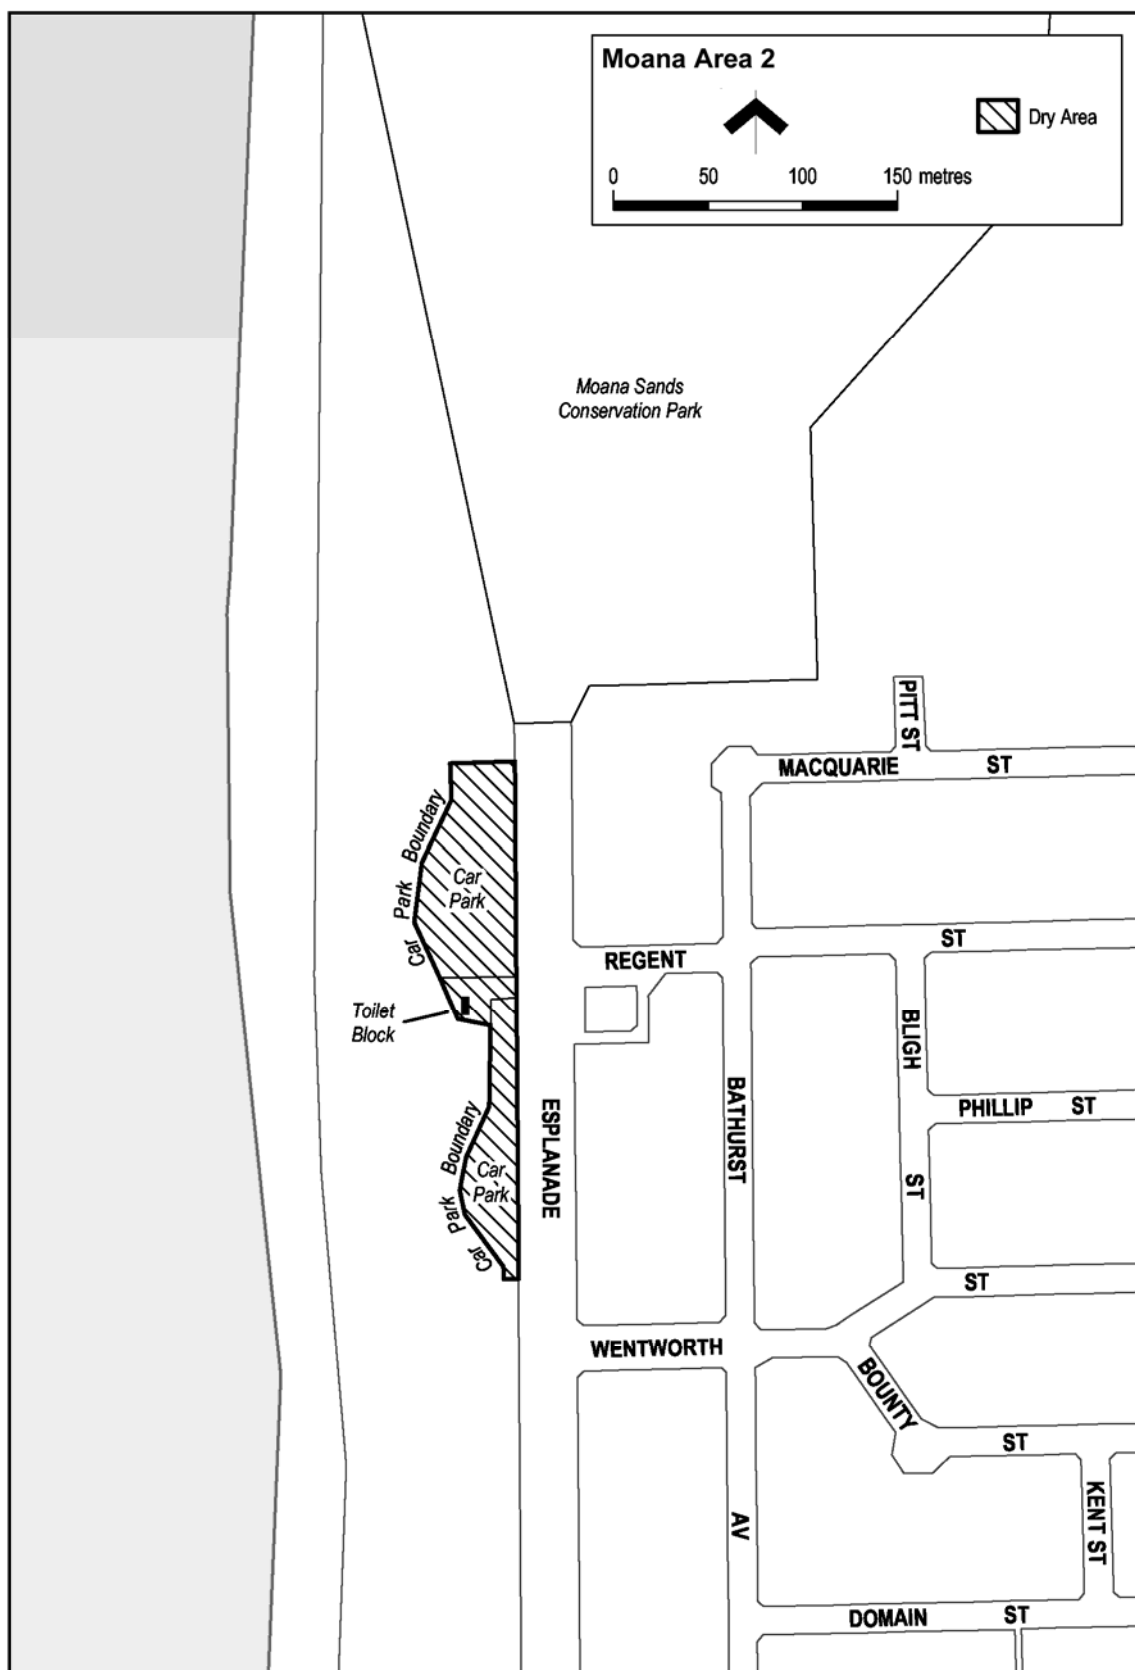 Moana Area 2
Dry Area
0 50 100 150 metres
Moana Sands
Conservation Park
PITT ST
MACQUARIE ST
Car Park Boundary
Car
Park
REGENT ST
Toilet
Block
BLIGH ST
BATHURST AV
PHILLIP ST
ESPLANADE
Car Park Boundary
Car
Park
WENTWORTH ST
BOUNTY ST
KENT ST
DOMAIN ST